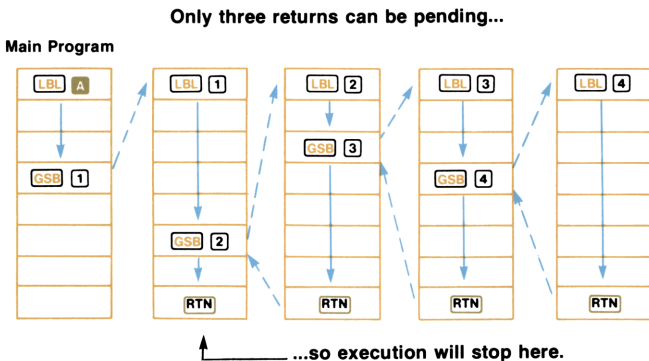 Only three returns can be pending...
Main Program
LBL A
LBL 1
LBL 2
LBL 3
LBL 4
GSB 3
GSB 1
GSB 4
GSB 2
RTN
RTN
RTN
RTN
...so execution will stop here.